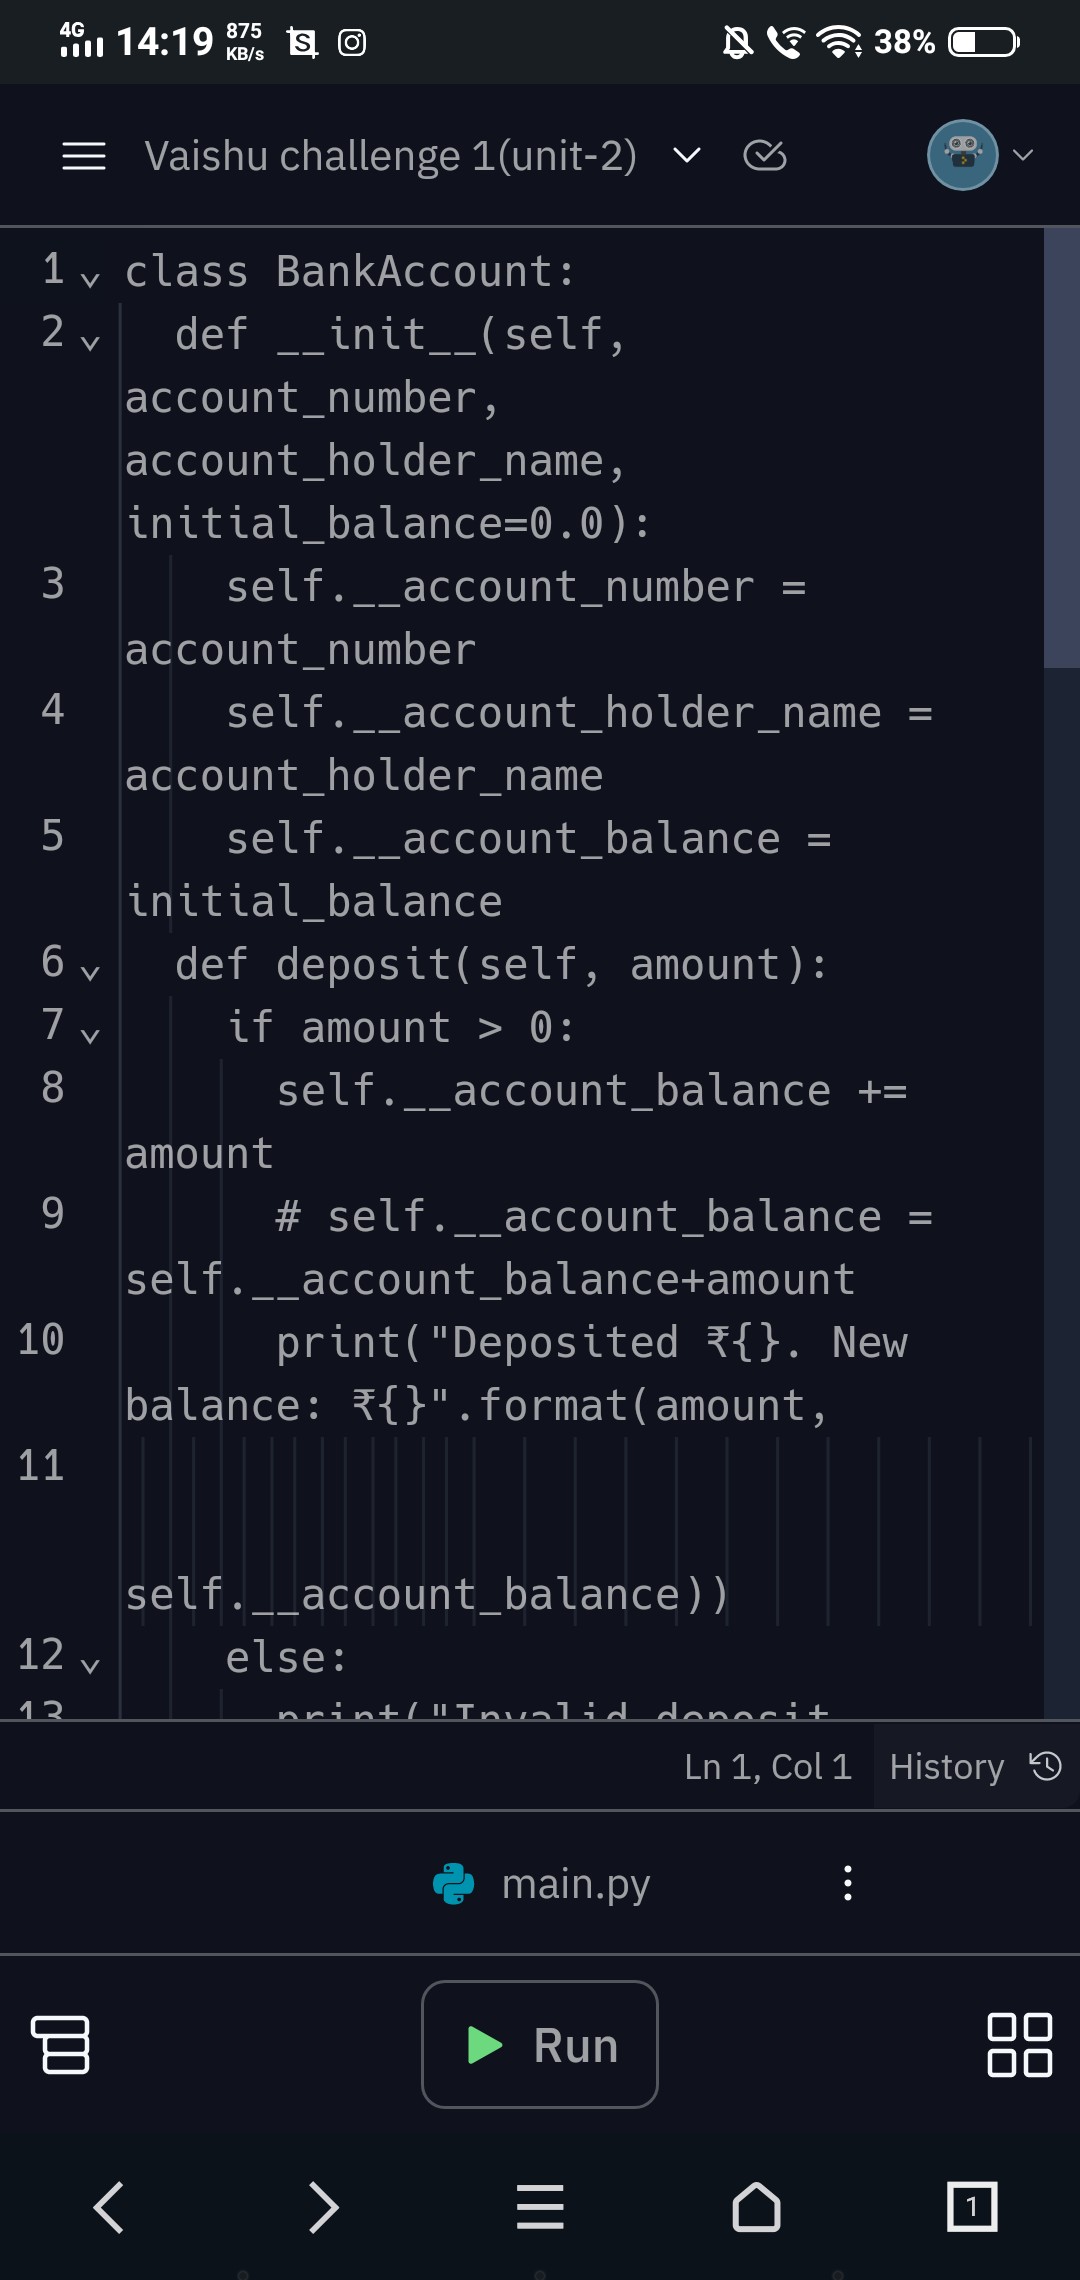 4G 14:19 875 KB/s S 38%
Vaishu challenge 1(unit-2)
1 class BankAccount:
2   def __init__(self,
account_number,
account_holder_name,
initial_balance=0.0):
3     self.__account_number =
account_number
4     self.__account_holder_name =
account_holder_name
5     self.__account_balance =
initial_balance
6   def deposit(self, amount):
7     if amount > 0:
8       self.__account_balance +=
amount
9       # self.__account_balance =
self.__account_balance+amount
10       print("Deposited ₹{}. New
balance: ₹{}".format(amount,
11
self.__account_balance))
12     else:
13       print("Invalid deposit
Ln 1, Col 1 History
main.py
Run
1